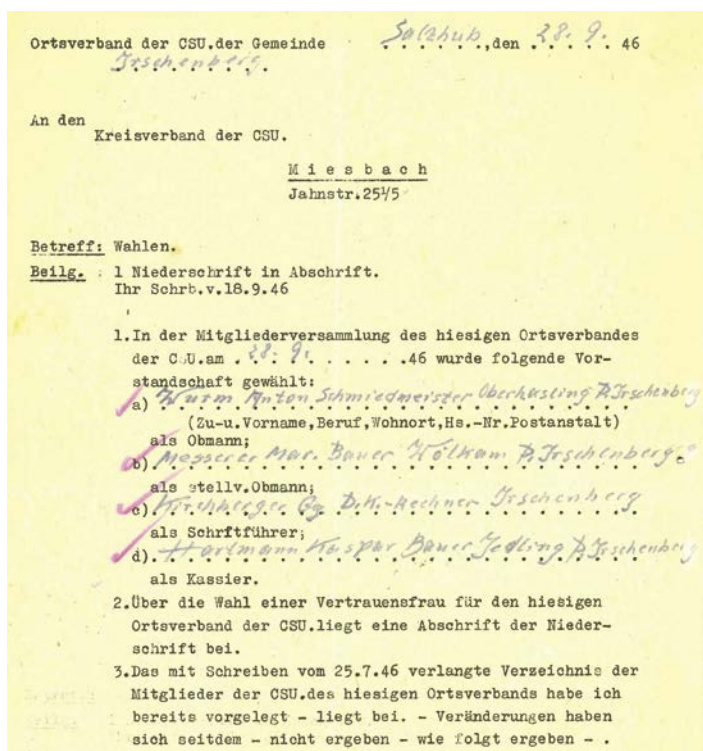 Ortsverband der CSU.der Gemeinde Salzhub.,den 28. 9. 46
Irschenberg.
An den
Kreisverband der CSU.
M i e s b a c h
Jahnstr.25 1/5
Betreff: Wahlen.
Beilg. : 1 Niederschrift in Abschrift.
Ihr Schrb.v.18.9.46
1.In der Mitgliederversammlung des hiesigen Ortsverbandes
der CSU.am 28. 9. . . . . . .46 wurde folgende Vor-
standschaft gewählt:
a) Wurm Anton Schmiedmeister Oberhasling P. Irschenberg
(Zu-u.Vorname,Beruf,Wohnort,Hs.-Nr.Postanstalt)
als Obmann;
b) Messerer Mar. Bauer Wölkam P. Irschenberg.
als stellv.Obmann;
c) Kirchberger Gg D.K.-Rechner Irschenberg
als Schrftführer;
d) Hartmann Kaspar Bauer Jedling P. Irschenberg
als Kassier.
2.Über die Wahl einer Vertrauensfrau für den hiesigen
Ortsverband der CSU.liegt eine Abschrift der Nieder-
schrift bei.
3.Das mit Schreiben vom 25.7.46 verlangte Verzeichnis der
Mitglieder der CSU.des hiesigen Ortsverbands habe ich
bereits vorgelegt - liegt bei. - Veränderungen haben
sich seitdem - nicht ergeben - wie folgt ergeben - .